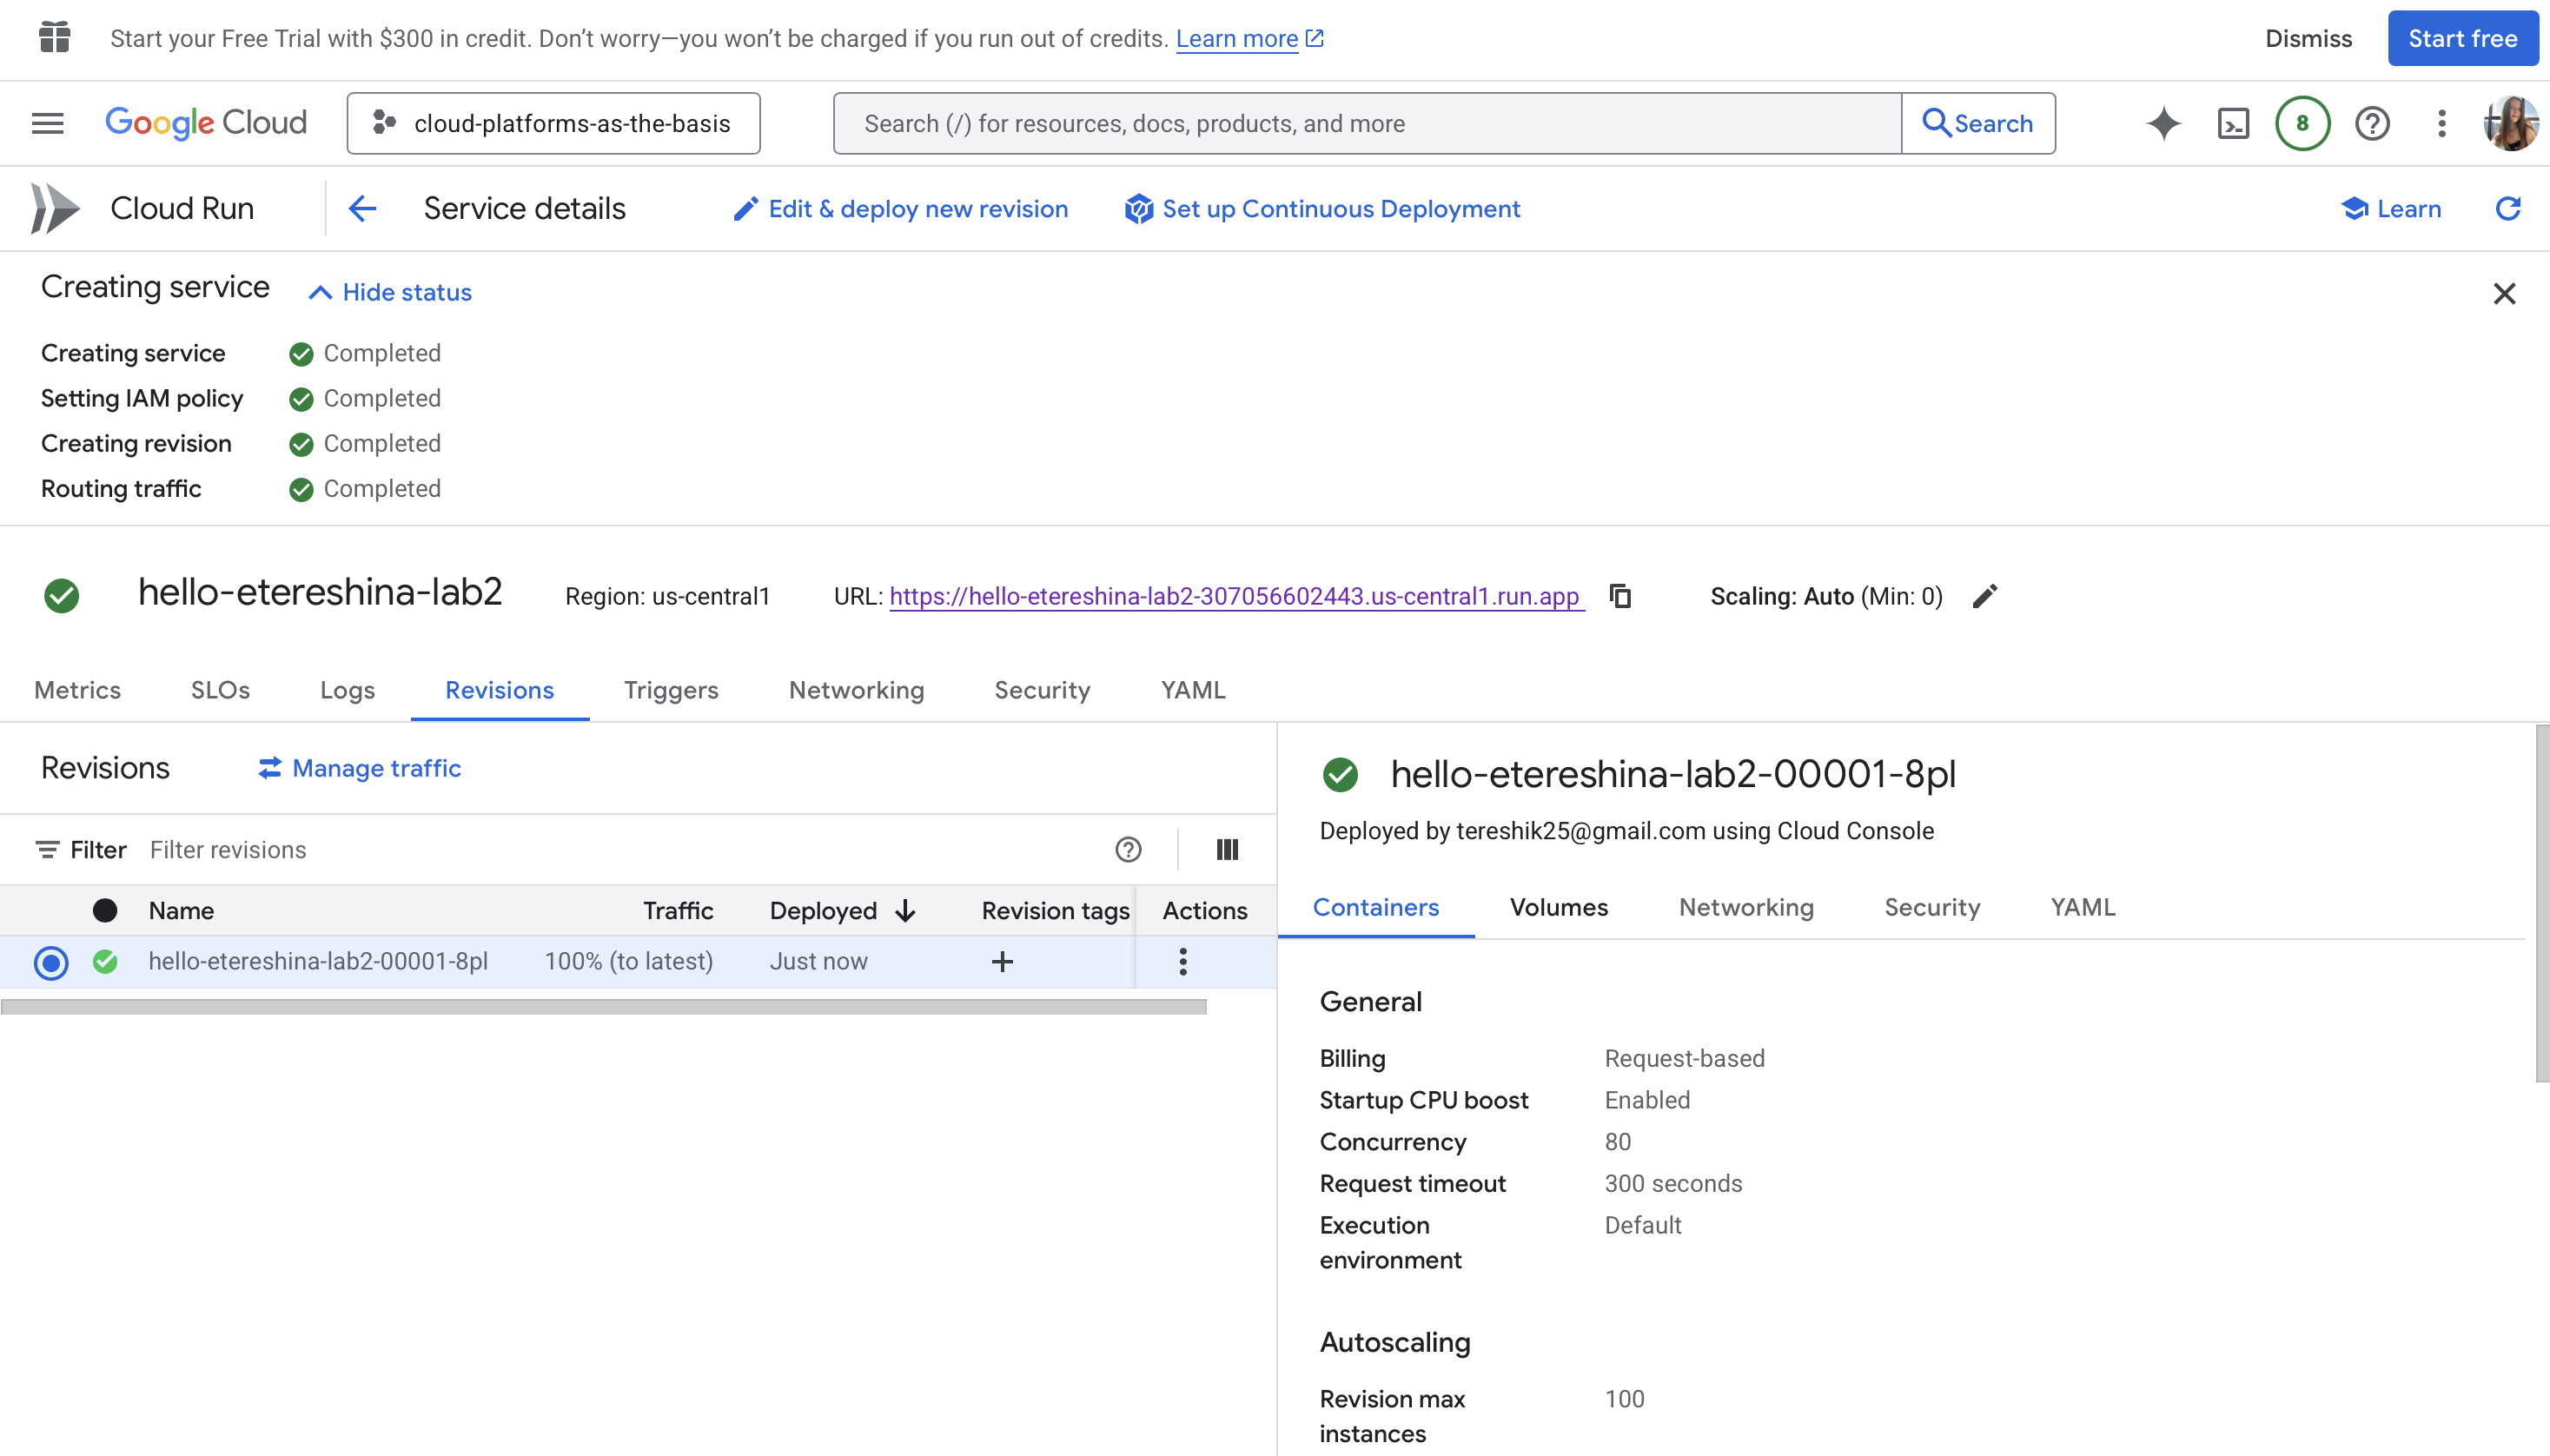 Start your Free Trial with $300 in credit. Don’t worry—you won’t be charged if you run out of credits. Learn more
Dismiss
Start free
Google Cloud
cloud-platforms-as-the-basis
Search (/) for resources, docs, products, and more
Search
8
Cloud Run
Service details
Edit & deploy new revision
Set up Continuous Deployment
Learn
Creating service
Hide status
Creating service Completed
Setting IAM policy Completed
Creating revision Completed
Routing traffic Completed
hello-etereshina-lab2
Region: us-central1
URL: https://hello-etereshina-lab2-307056602443.us-central1.run.app
Scaling: Auto (Min: 0)
Metrics SLOs Logs Revisions Triggers Networking Security YAML
Revisions
Manage traffic
Filter Filter revisions
Name Traffic Deployed Revision tags Actions
hello-etereshina-lab2-00001-8pl 100% (to latest) Just now
hello-etereshina-lab2-00001-8pl
Deployed by tereshik25@gmail.com using Cloud Console
Containers Volumes Networking Security YAML
General
Billing Request-based
Startup CPU boost Enabled
Concurrency 80
Request timeout 300 seconds
Execution Default
environment
Autoscaling
Revision max 100
instances